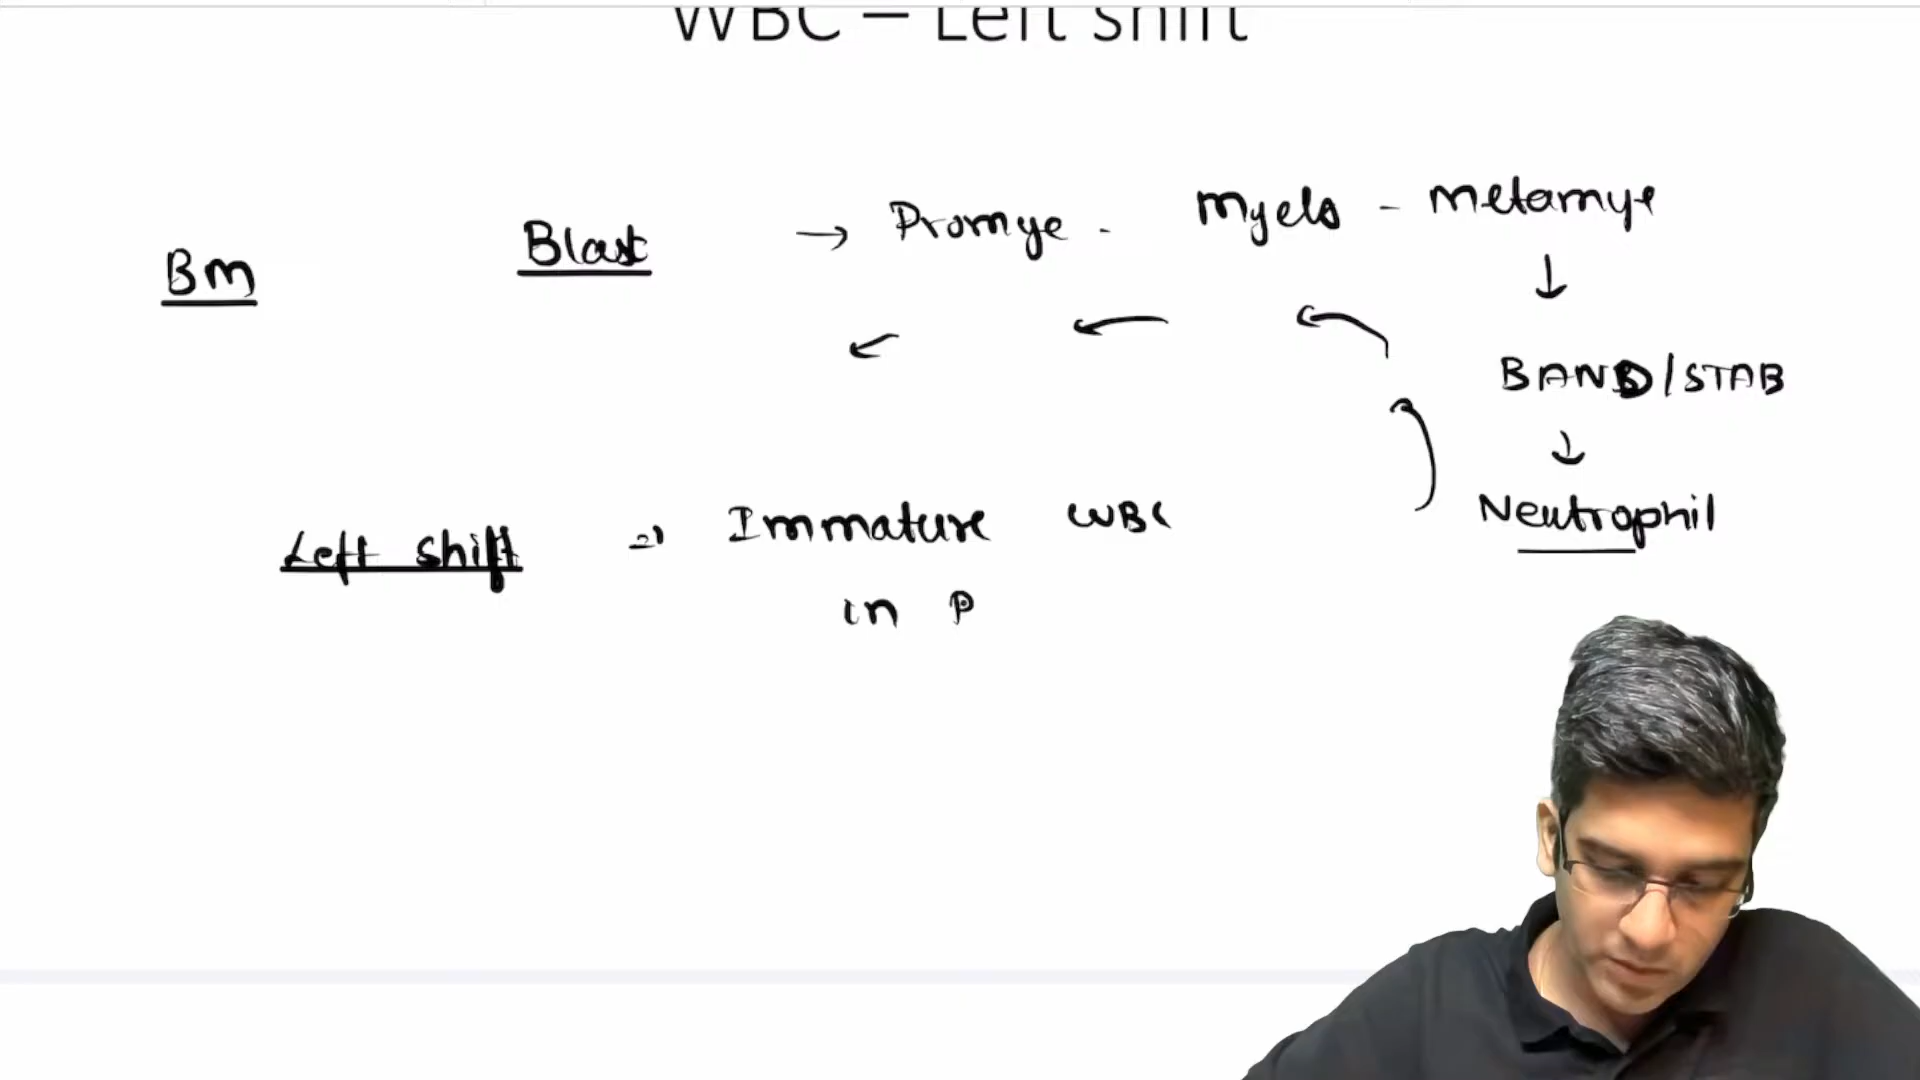 WBC – Left shift
BM Blast → Promye - Myelo - Metamye
↓
BAND/STAB
↓
Neutrophil
Left shift => Immature WBC
in P